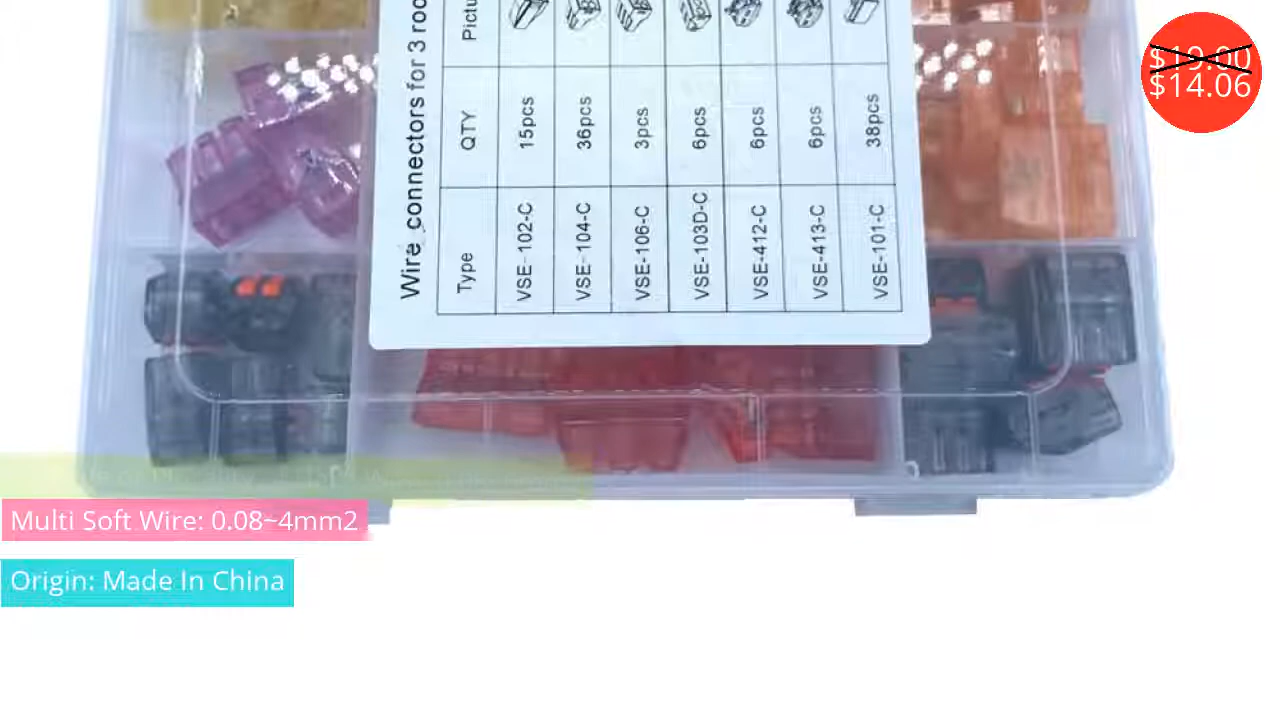 Wire connectors for 3 roo
Type QTY Pictu
VSE-102-C 15pcs
VSE-104-C 36pcs
VSE-106-C 3pcs
VSE-103D-C 6pcs
VSE-412-C 6pcs
VSE-413-C 6pcs
VSE-101-C 38pcs
$19.00
$14.06
Multi Soft Wire: 0.08~4mm2
Origin: Made In China